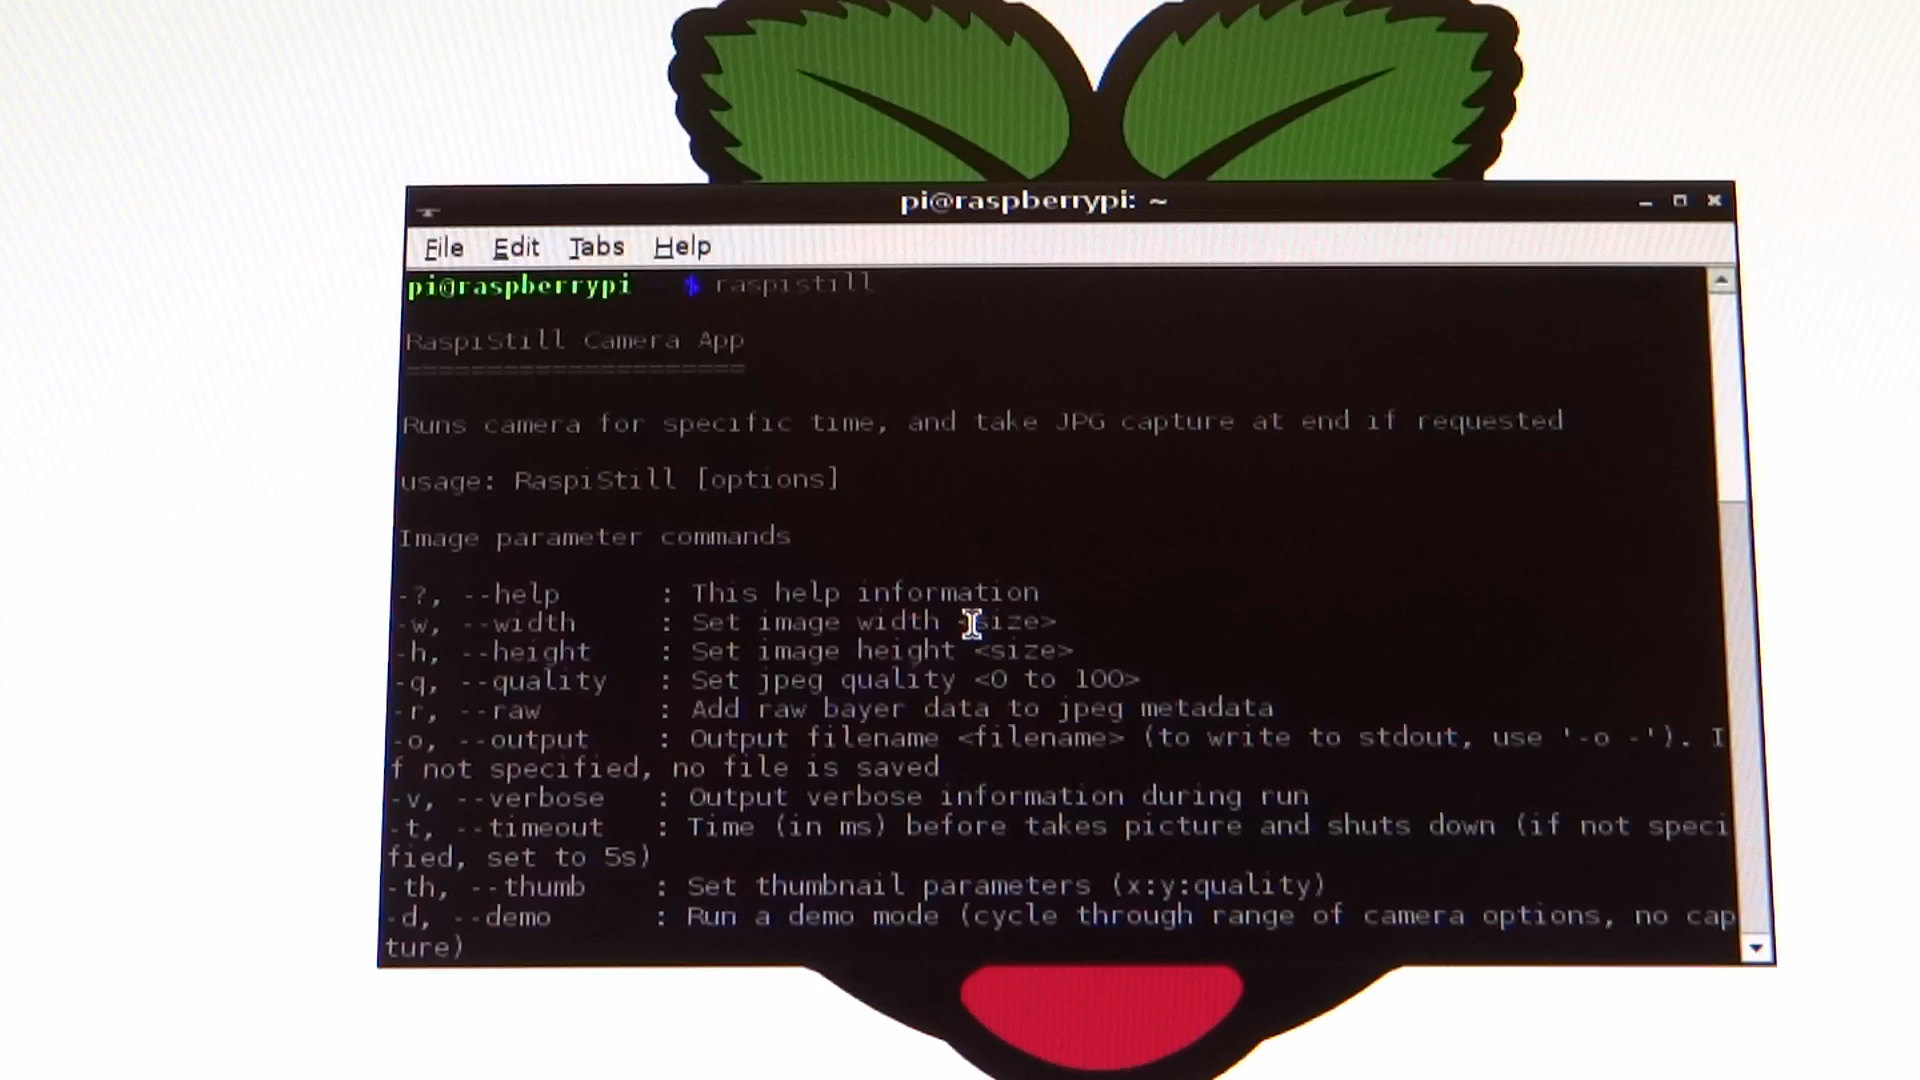 pi@raspberrypi: ~
File Edit Tabs Help
pi@raspberrypi $ raspistill
RaspiStill Camera App
=====================
Runs camera for specific time, and take JPG capture at end if requested
usage: RaspiStill [options]
Image parameter commands
-?, --help : This help information
-w, --width : Set image width <size>
-h, --height : Set image height <size>
-q, --quality : Set jpeg quality <0 to 100>
-r, --raw : Add raw bayer data to jpeg metadata
-o, --output : Output filename <filename> (to write to stdout, use '-o -'). I
f not specified, no file is saved
-v, --verbose : Output verbose information during run
-t, --timeout : Time (in ms) before takes picture and shuts down (if not speci
fied, set to 5s)
-th, --thumb : Set thumbnail parameters (x:y:quality)
-d, --demo : Run a demo mode (cycle through range of camera options, no cap
ture)